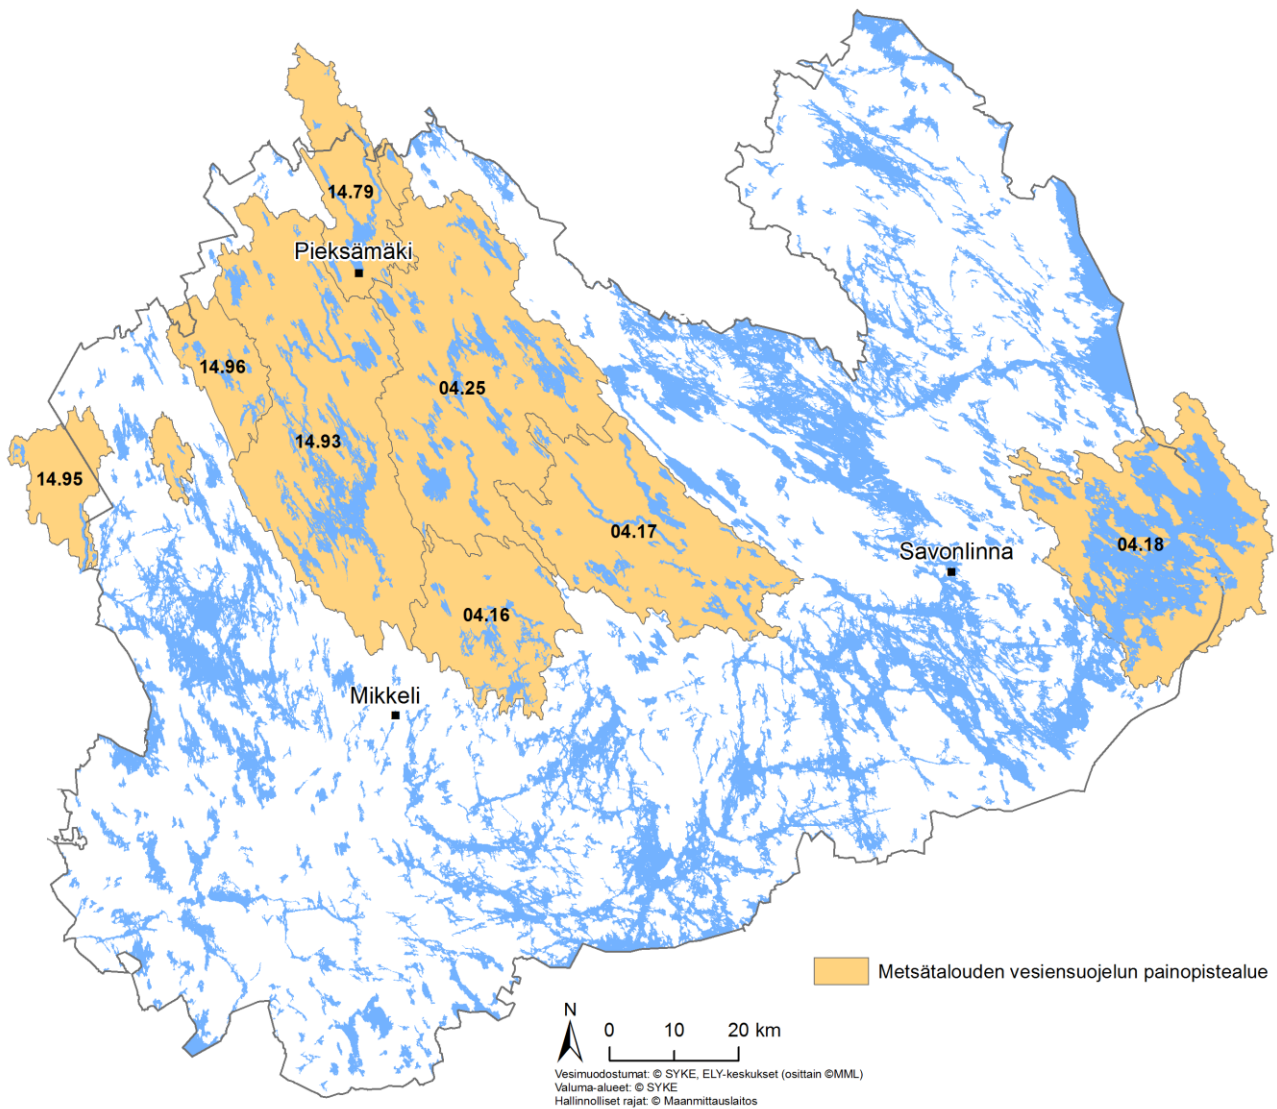 14.79
Pieksämäki
14.96
04.25
14.93
14.95
04.17
04.18
Savonlinna
04.16
Mikkeli
Metsätalouden vesiensuojelun painopistealue
N
0 10 20 km
Vesimuodostumat: © SYKE, ELY-keskukset (osittain ©MML)
Valuma-alueet: © SYKE
Hallinnolliset rajat: © Maanmittauslaitos